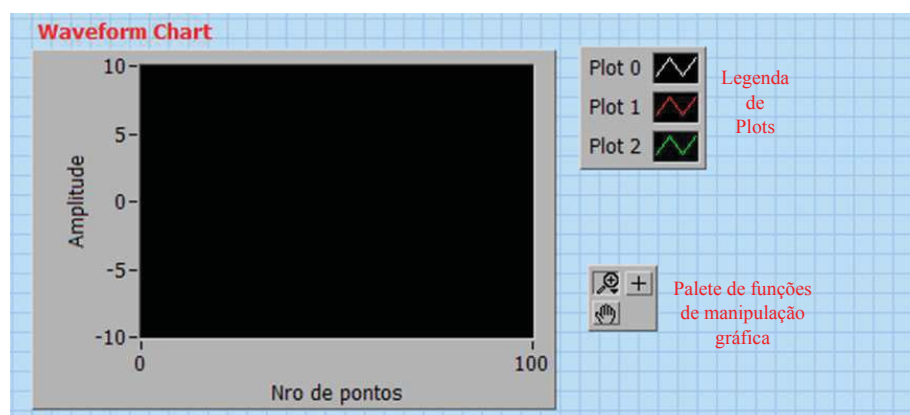 Waveform Chart
10
5
0
-5
-10
Amplitude
0
100
Nro de pontos
Plot 0
Plot 1
Plot 2
Legenda
de
Plots
Palete de funções
de manipulação
gráfica